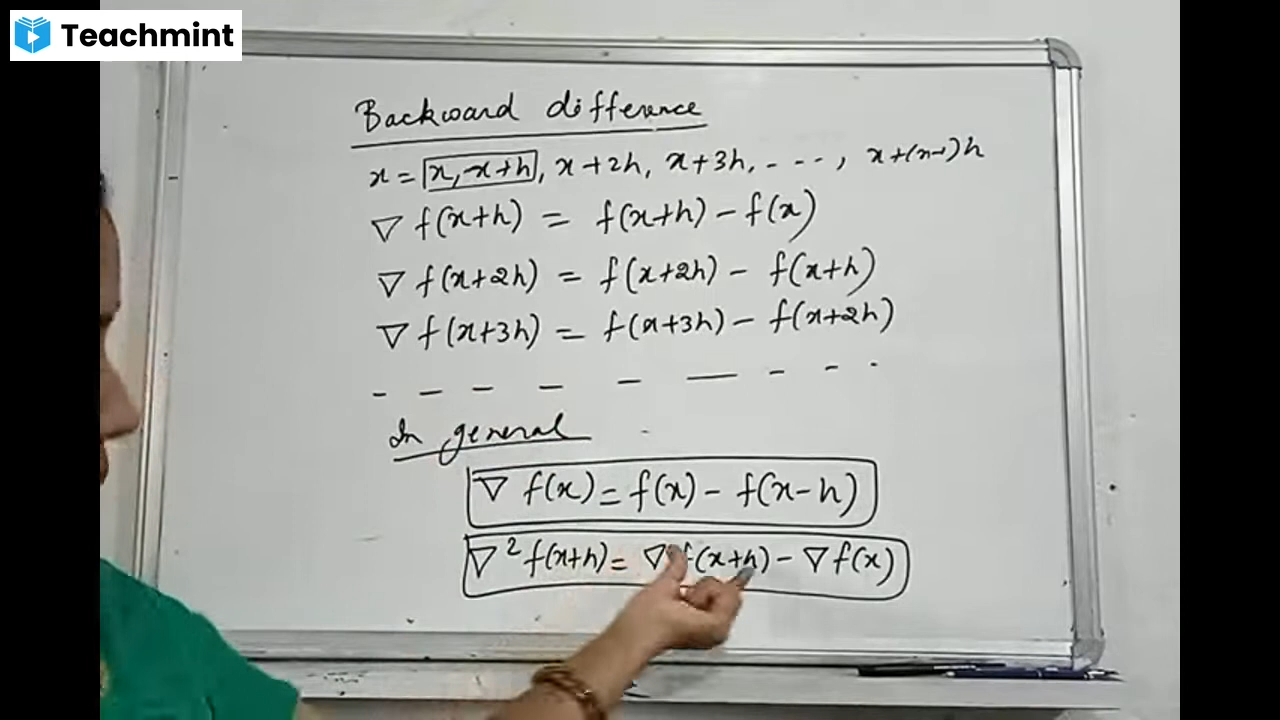 Teachmint
Backward difference
x = x, x+h, x+2h, x+3h, - - - -, x+(n-1)h
∇ f(x+h) = f(x+h) - f(x)
∇ f(x+2h) = f(x+2h) - f(x+h)
∇ f(x+3h) = f(x+3h) - f(x+2h)
- - - - - - - - -
In general
∇ f(x) = f(x) - f(x-h)
∇² f(x+h) = ∇ f(x+h) - ∇ f(x)